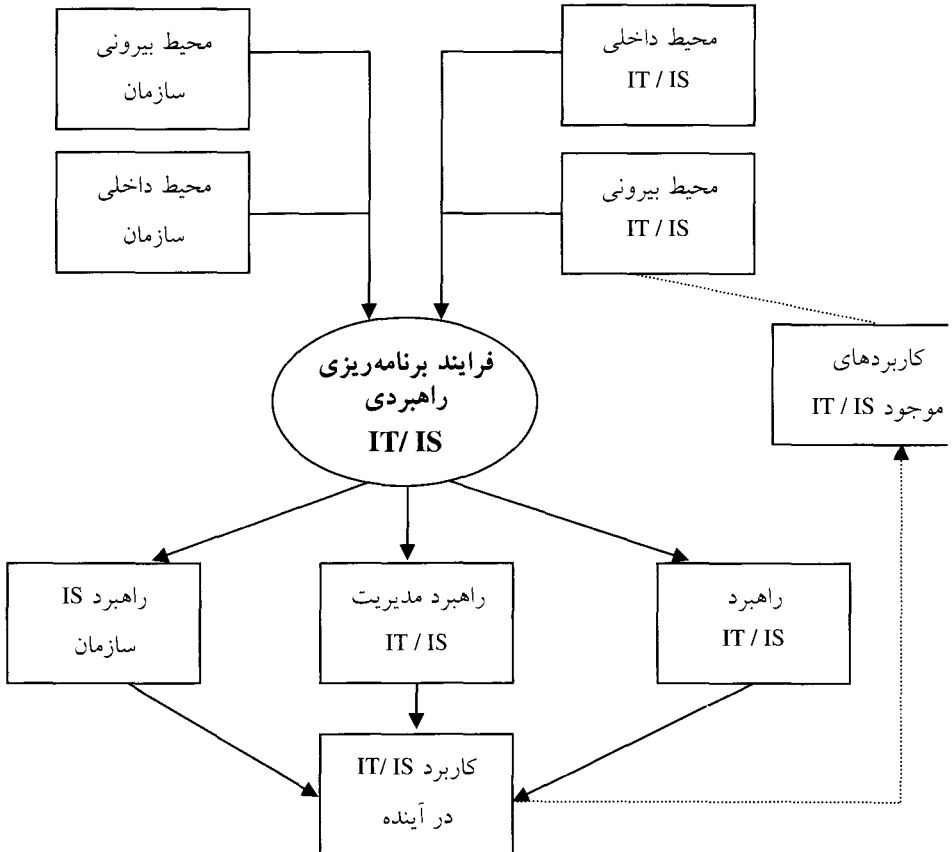 محیط بیرونی
سازمان
محیط داخلی
IT / IS
محیط داخلی
سازمان
محیط بیرونی
IT / IS
کاربردهای
موجود IT / IS
فرایند برنامه‌ریزی
راهبردی
IT/ IS
راهبرد IS
سازمان
راهبرد مدیریت
IT / IS
راهبرد
IT / IS
کاربرد IT/ IS
در آینده